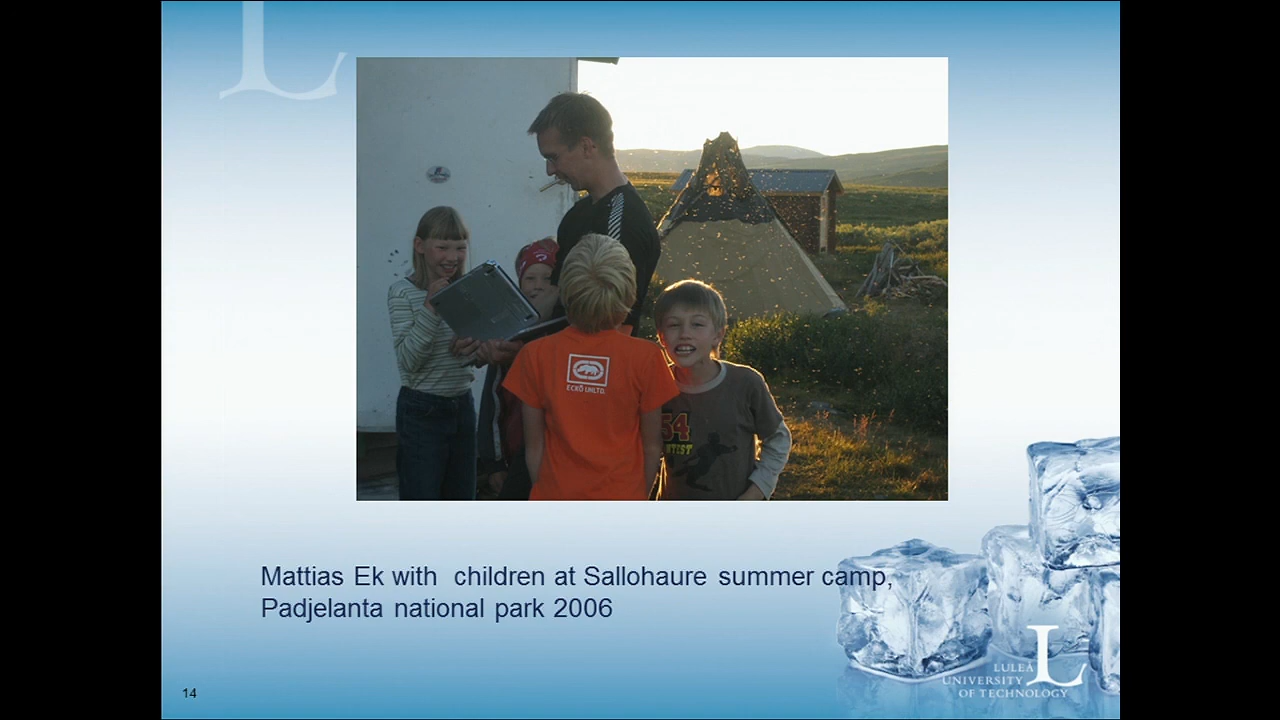 ECKŌ UNLTD.
54
Mattias Ek with  children at Sallohaure summer camp,
Padjelanta national park 2006
14
L
LULEÅ
UNIVERSITY
OF TECHNOLOGY